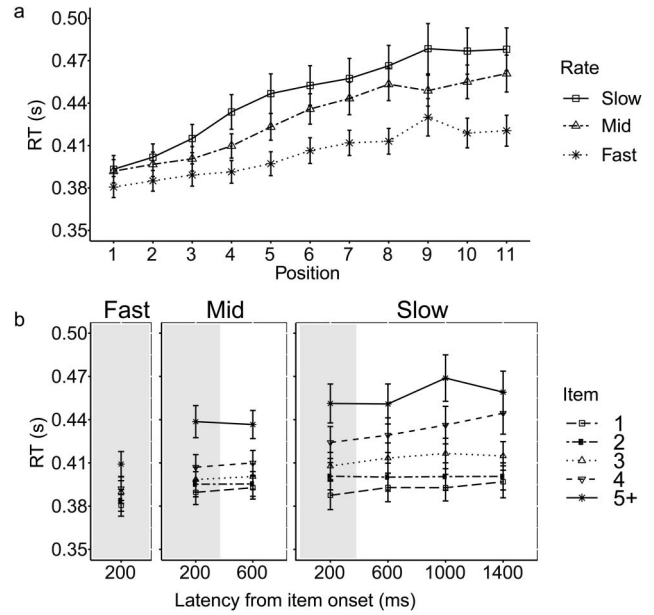 a
0.50
0.47
0.44
0.41
0.38
0.35
RT (s)
1 2 3 4 5 6 7 8 9 10 11
Position
Rate
Slow
Mid
Fast
b
Fast Mid Slow
0.50
0.47
0.44
0.41
0.38
0.35
RT (s)
200 200 600 200 600 1000 1400
Latency from item onset (ms)
Item
1
2
3
4
5+